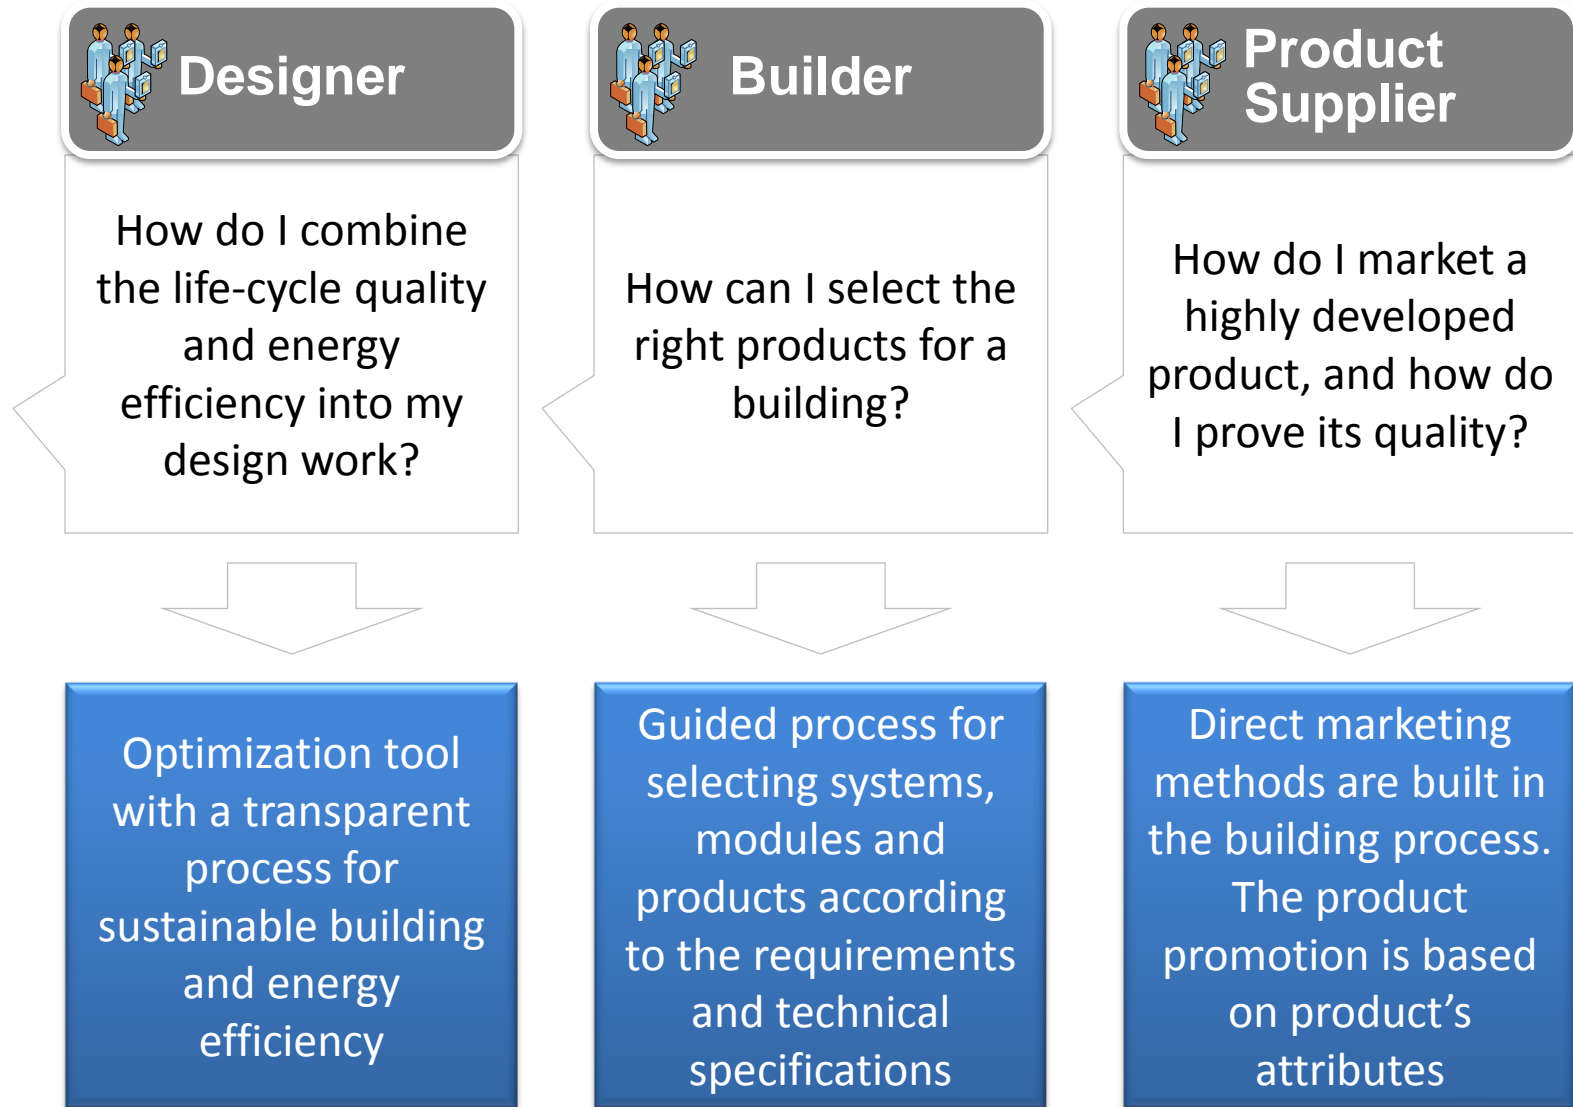 Designer
How do I combine
the life-cycle quality
and energy
efficiency into my
design work?
Optimization tool
with a transparent
process for
sustainable building
and energy
efficiency
Builder
How can I select the
right products for a
building?
Guided process for
selecting systems,
modules and
products according
to the requirements
and technical
specifications
Product
Supplier
How do I market a
highly developed
product, and how do
I prove its quality?
Direct marketing
methods are built in
the building process.
The product
promotion is based
on product’s
attributes